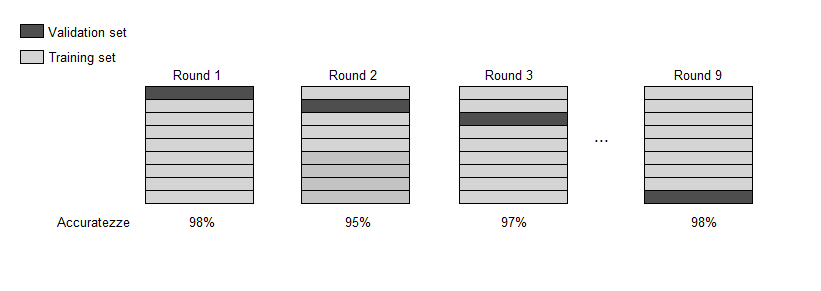 Validation set
Training set
Round 1 Round 2 Round 3 Round 9
...
Accuratezze 98% 95% 97% 98%